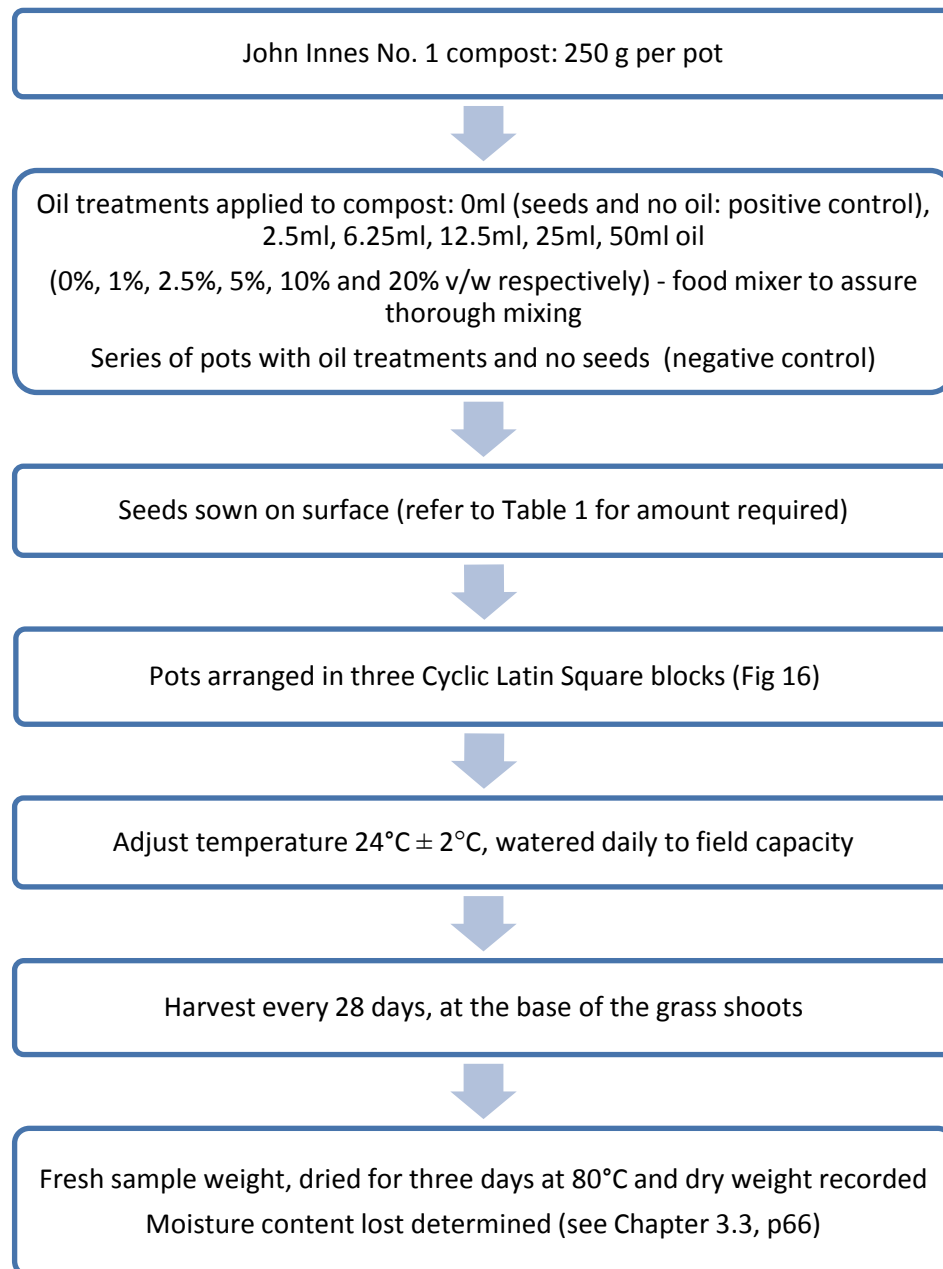 John Innes No. 1 compost: 250 g per pot
Oil treatments applied to compost: 0ml (seeds and no oil: positive control),
2.5ml, 6.25ml, 12.5ml, 25ml, 50ml oil
(0%, 1%, 2.5%, 5%, 10% and 20% v/w respectively) - food mixer to assure
thorough mixing
Series of pots with oil treatments and no seeds (negative control)
Seeds sown on surface (refer to Table 1 for amount required)
Pots arranged in three Cyclic Latin Square blocks (Fig 16)
Adjust temperature 24°C ± 2°C, watered daily to field capacity
Harvest every 28 days, at the base of the grass shoots
Fresh sample weight, dried for three days at 80°C and dry weight recorded
Moisture content lost determined (see Chapter 3.3, p66)